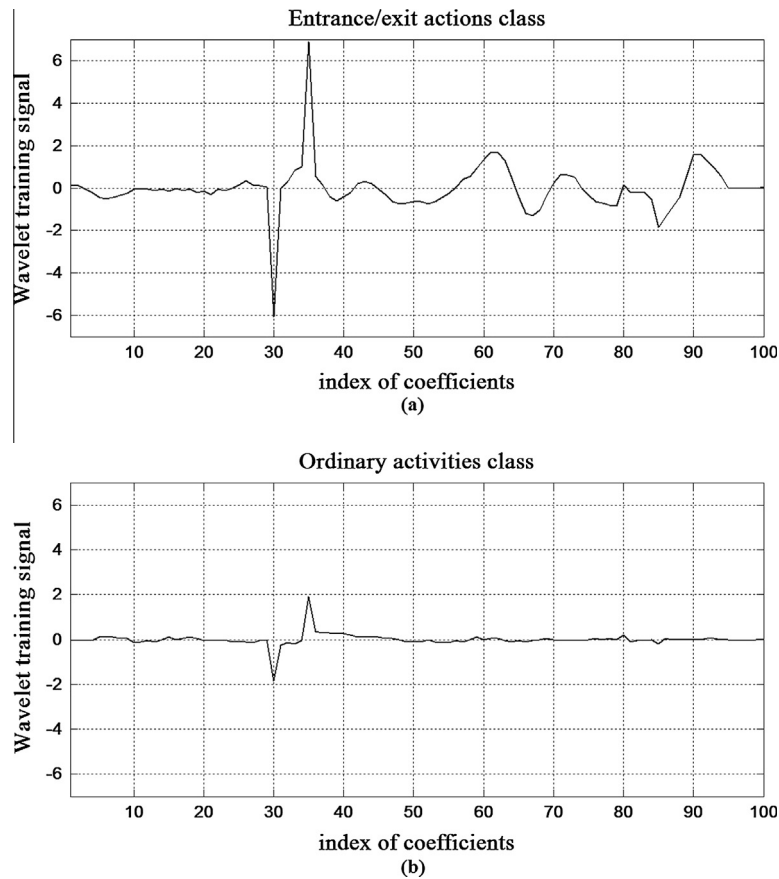 Entrance/exit actions class
Wavelet training signal
6
4
2
0
-2
-4
-6
10 20 30 40 50 60 70 80 90 100
index of coefficients
(a)
Ordinary activities class
Wavelet training signal
6
4
2
0
-2
-4
-6
10 20 30 40 50 60 70 80 90 100
index of coefficients
(b)